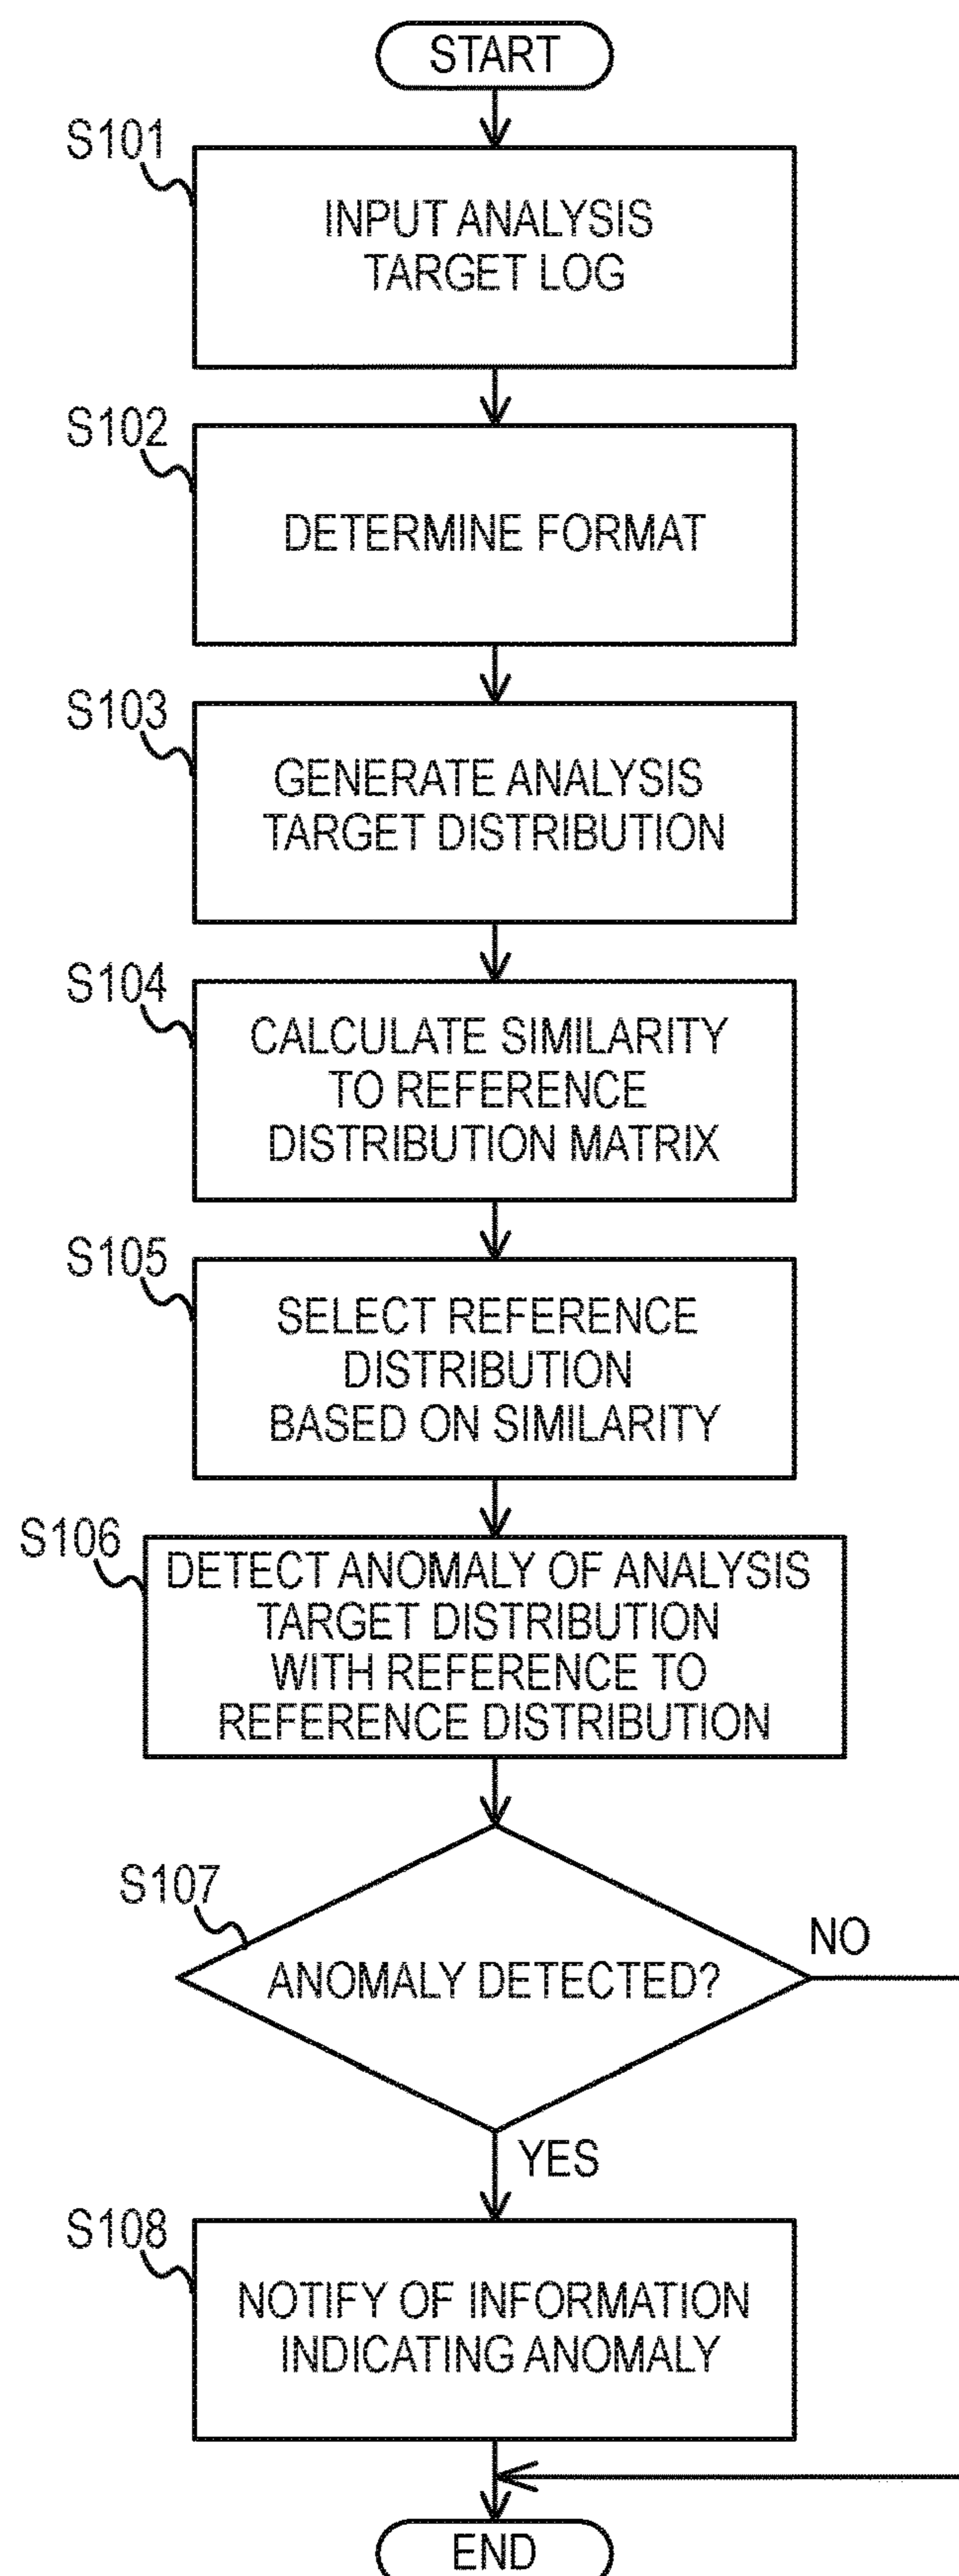 START
S101
INPUT ANALYSIS
TARGET LOG
S102
DETERMINE FORMAT
S103
GENERATE ANALYSIS
TARGET DISTRIBUTION
S104
CALCULATE SIMILARITY
TO REFERENCE
DISTRIBUTION MATRIX
S105
SELECT REFERENCE
DISTRIBUTION
BASED ON SIMILARITY
S106
DETECT ANOMALY OF ANALYSIS
TARGET DISTRIBUTION
WITH REFERENCE TO
REFERENCE DISTRIBUTION
S107
ANOMALY DETECTED?
NO
YES
S108
NOTIFY OF INFORMATION
INDICATING ANOMALY
END